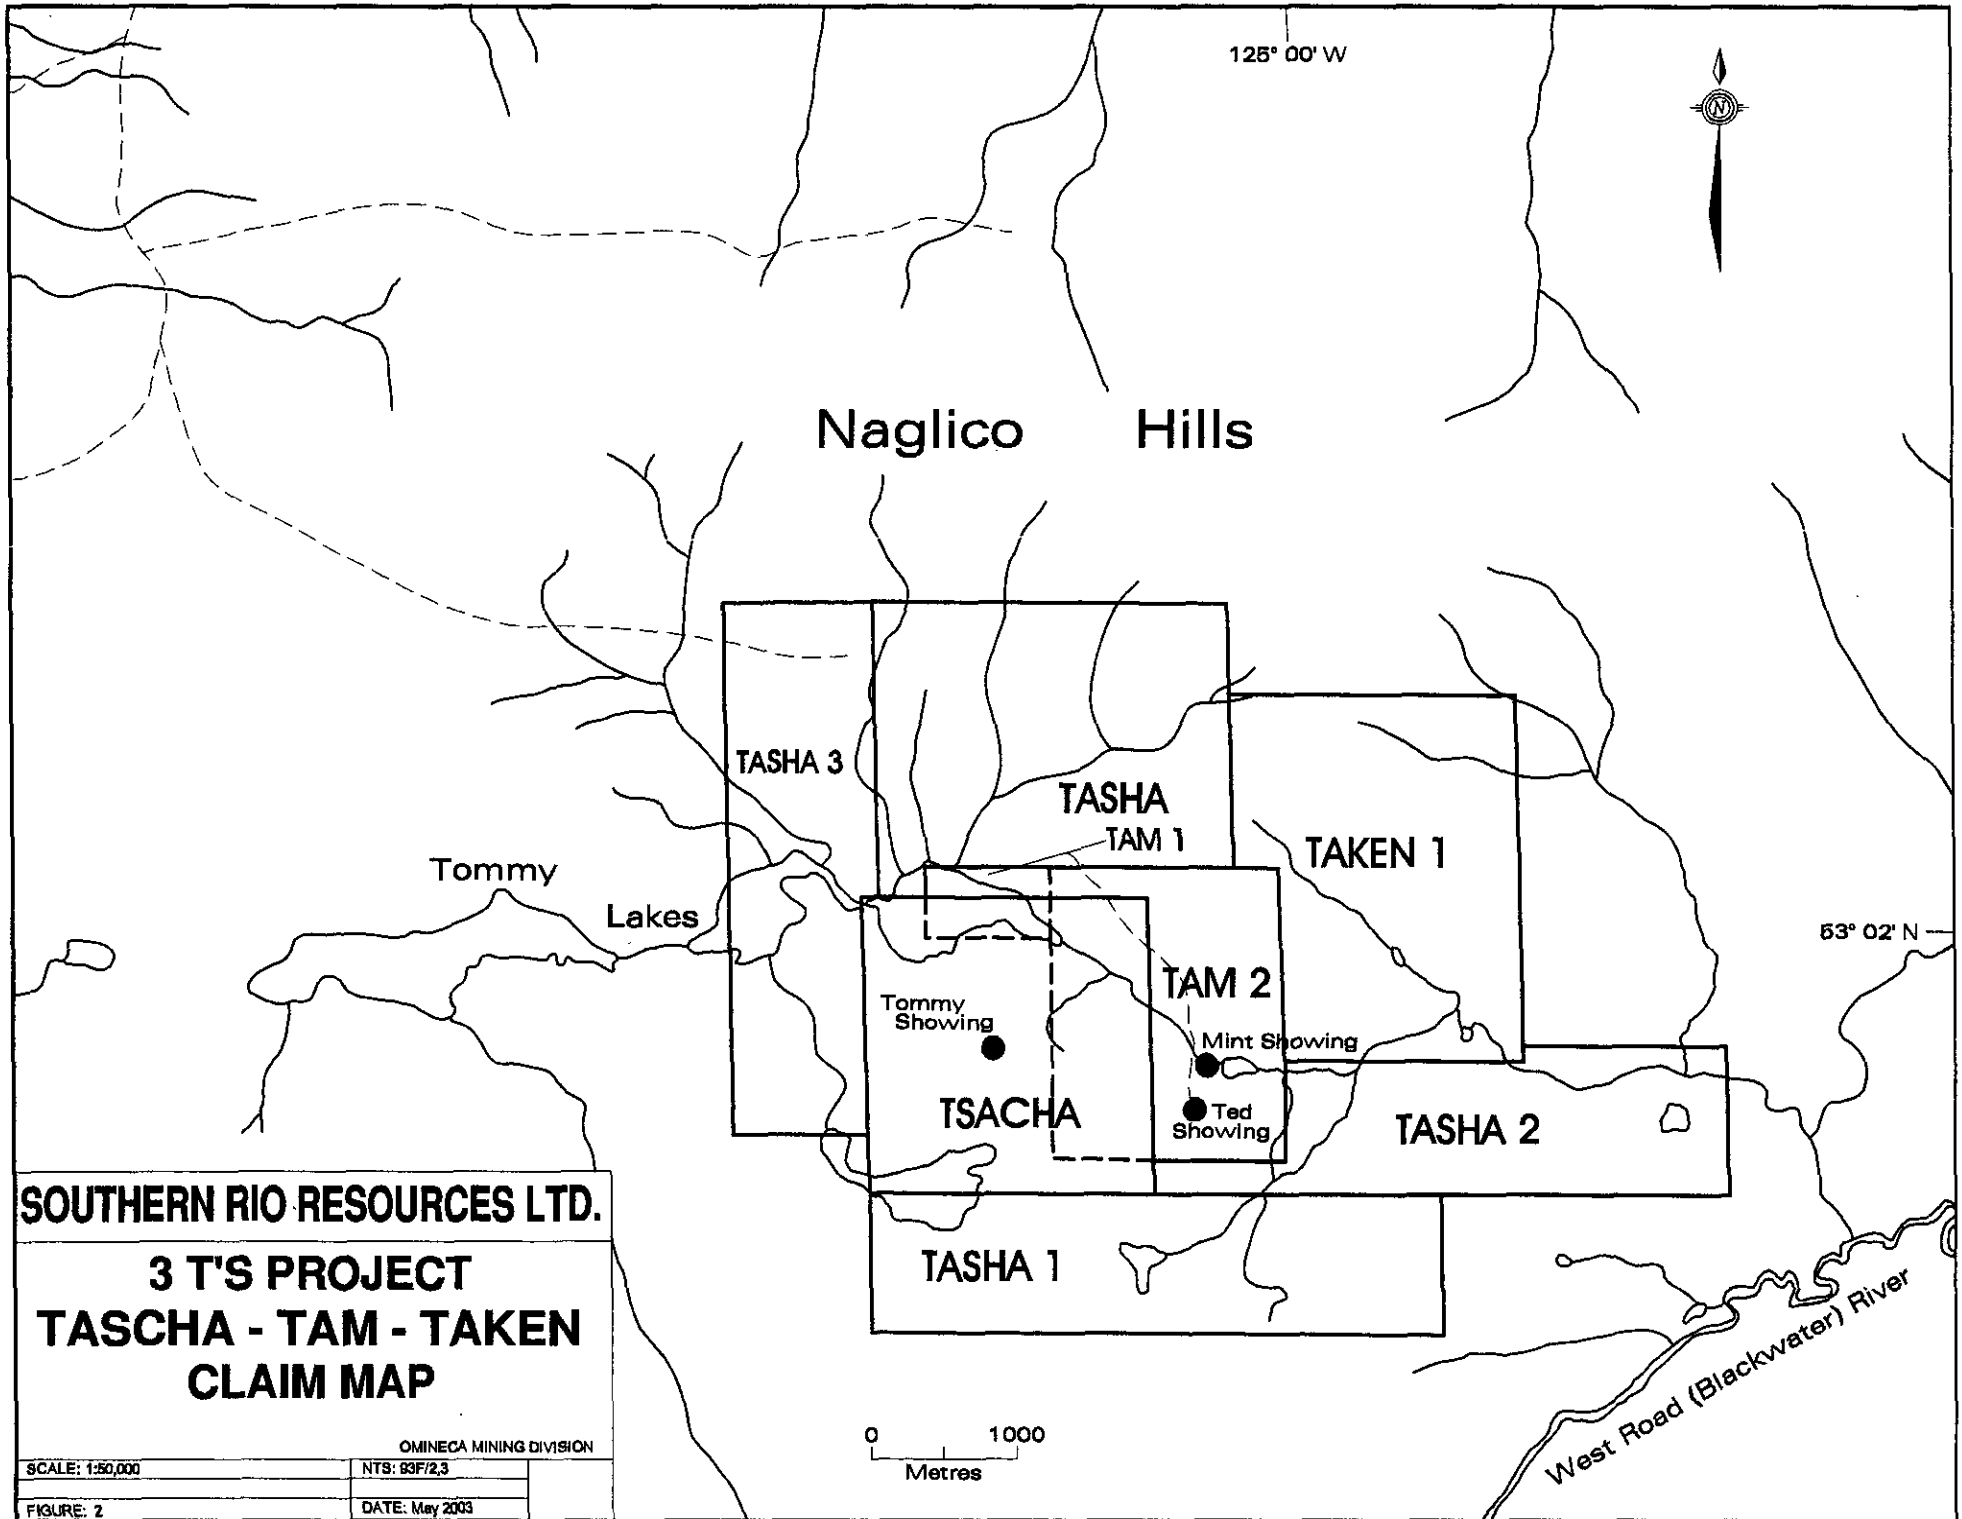 125° 00' W
N
Naglico Hills
TASHA 3
TASHA
TAM 1
TAKEN 1
Tommy
Lakes
53° 02' N
TAM 2
Tommy
Showing
Mint Showing
TSACHA
Ted
Showing
TASHA 2
TASHA 1
SOUTHERN RIO RESOURCES LTD.
3 T'S PROJECT
TASCHA - TAM - TAKEN
CLAIM MAP
OMINECA MINING DIVISION
SCALE: 1:50,000
NTS: 93F/2,3
FIGURE: 2
DATE: May 2003
0 1000
Metres
West Road (Blackwater) River